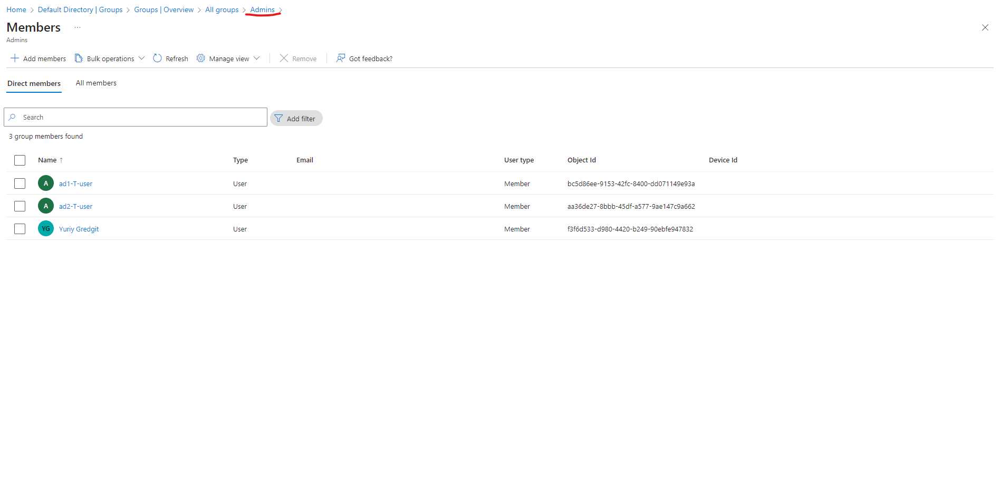 Home > Default Directory | Groups > Groups | Overview > All groups > Admins >
Members ...
Admins
Add members Bulk operations Refresh Manage view Remove Got feedback?
Direct members All members
Search Add filter
3 group members found
Name ↑ Type Email User type Object Id Device Id
A ad1-T-user User Member bc5d86ee-9153-42fc-8400-dd071149e93a
A ad2-T-user User Member aa36de27-8bbb-45df-a577-9ae147c9a662
YG Yuriy Gredgit User Member f3f6d533-d980-4420-b249-90ebfe947832